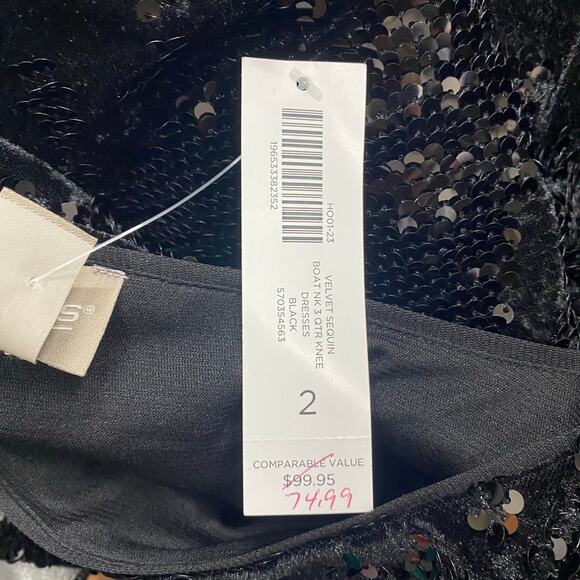 196533382352
HO01-23
VELVET SEQUIN
BOAT NK 3 QTR KNEE
DRESSES
BLACK
570354563
2
COMPARABLE VALUE
$99.95
74.99
S®